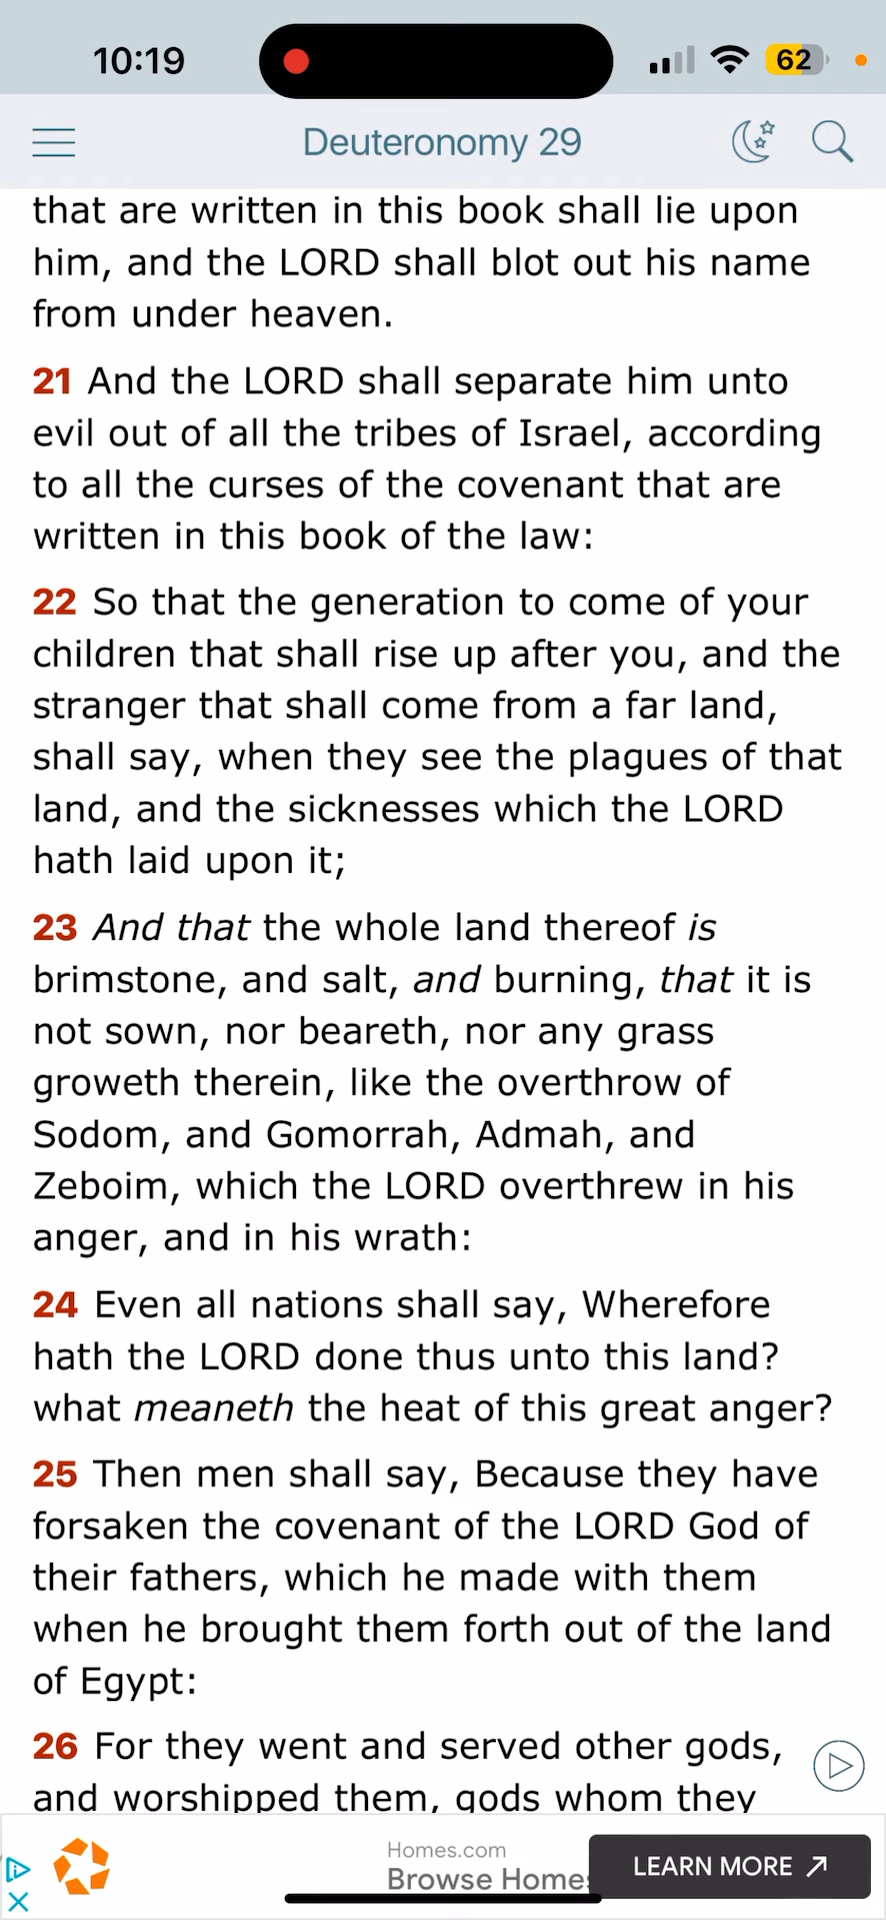 10:19
62
Deuteronomy 29
that are written in this book shall lie upon
him, and the LORD shall blot out his name
from under heaven.
21 And the LORD shall separate him unto
evil out of all the tribes of Israel, according
to all the curses of the covenant that are
written in this book of the law:
22 So that the generation to come of your
children that shall rise up after you, and the
stranger that shall come from a far land,
shall say, when they see the plagues of that
land, and the sicknesses which the LORD
hath laid upon it;
23 And that the whole land thereof is
brimstone, and salt, and burning, that it is
not sown, nor beareth, nor any grass
groweth therein, like the overthrow of
Sodom, and Gomorrah, Admah, and
Zeboim, which the LORD overthrew in his
anger, and in his wrath:
24 Even all nations shall say, Wherefore
hath the LORD done thus unto this land?
what meaneth the heat of this great anger?
25 Then men shall say, Because they have
forsaken the covenant of the LORD God of
their fathers, which he made with them
when he brought them forth out of the land
of Egypt:
26 For they went and served other gods,
and worshipped them, gods whom they
Homes.com
Browse Homes
LEARN MORE